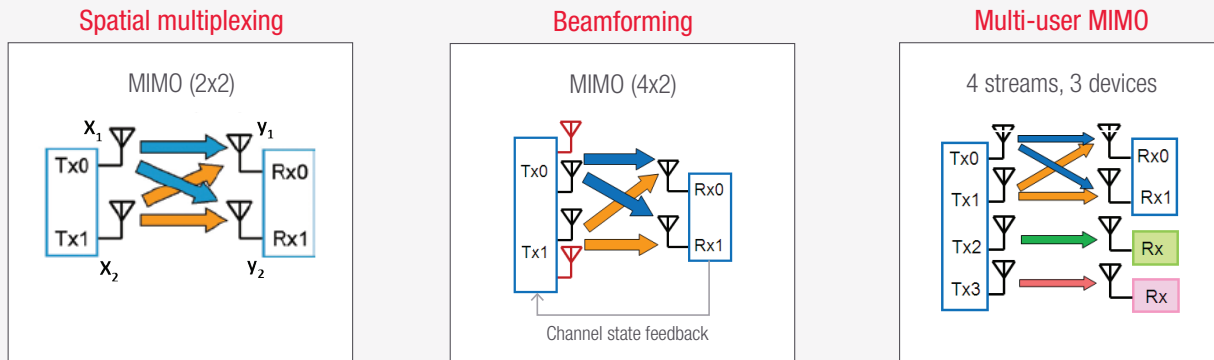 Spatial multiplexing
MIMO (2x2)
X1
y1
Tx0
Rx0
Tx1
Rx1
X2
y2
Beamforming
MIMO (4x2)
Tx0
Rx0
Tx1
Rx1
Channel state feedback
Multi-user MIMO
4 streams, 3 devices
Tx0
Rx0
Tx1
Rx1
Tx2
Rx
Tx3
Rx